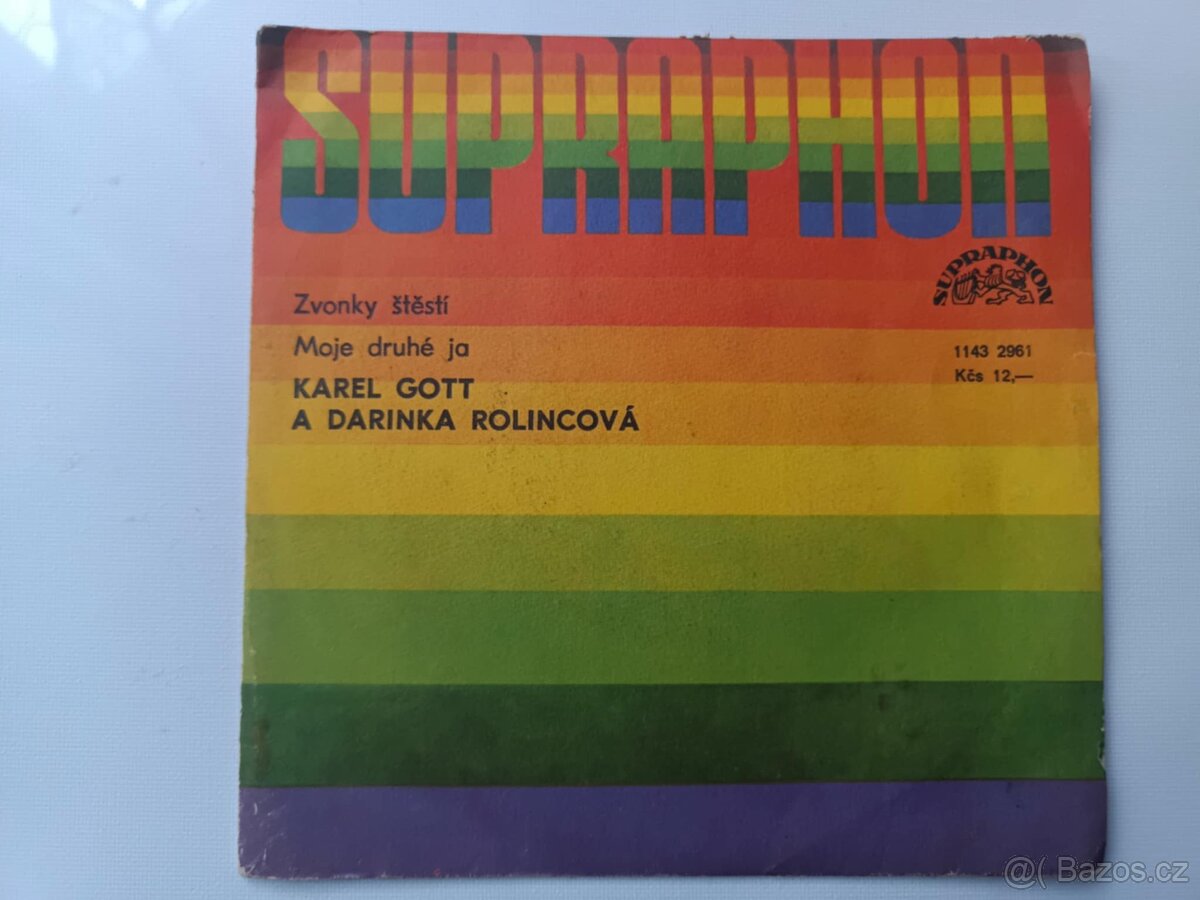 SUPRAPHON
SUPRAPHON
Zvonky štěstí
Moje druhé ja
KAREL GOTT
A DARINKA ROLINCOVÁ
1143 2961
Kčs 12,—
@( Bazos.cz